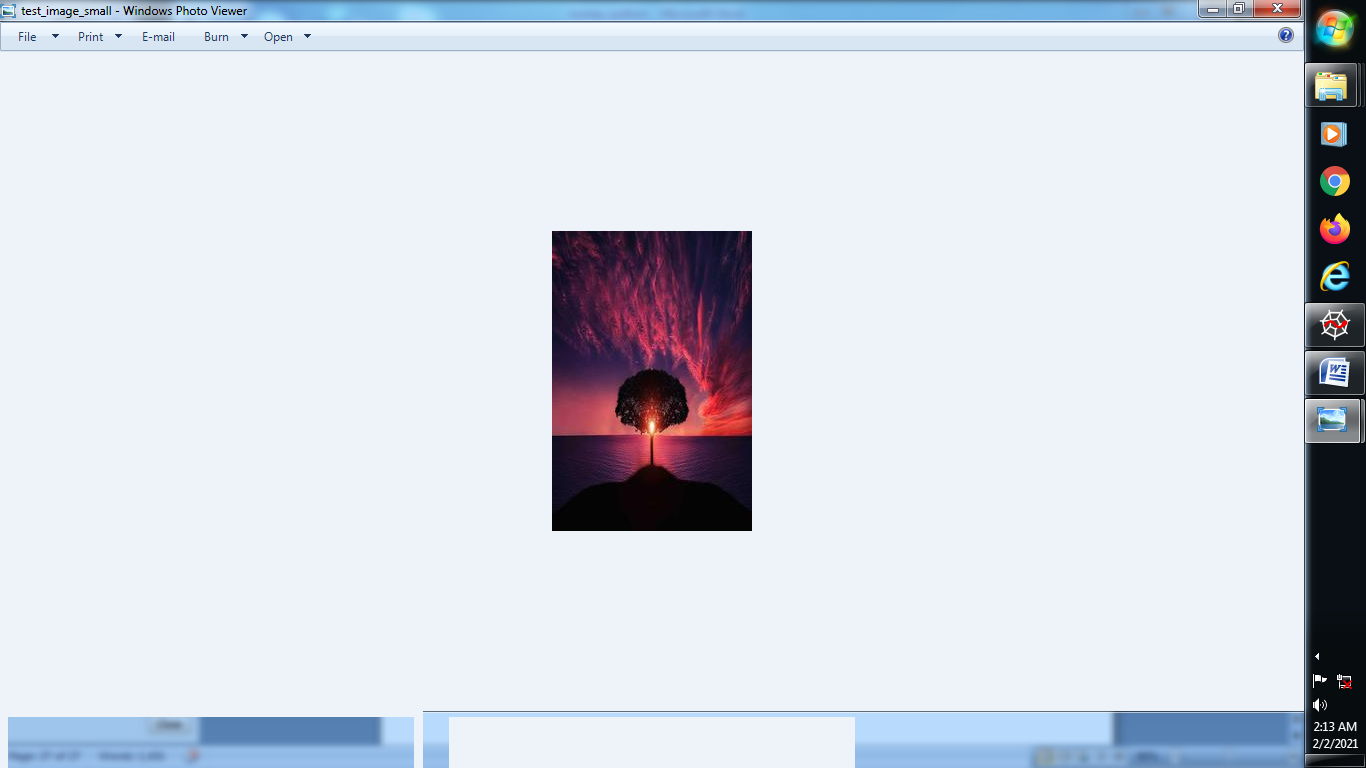 test_image_small - Windows Photo Viewer
File Print E-mail Burn Open
2:13 AM
2/2/2021